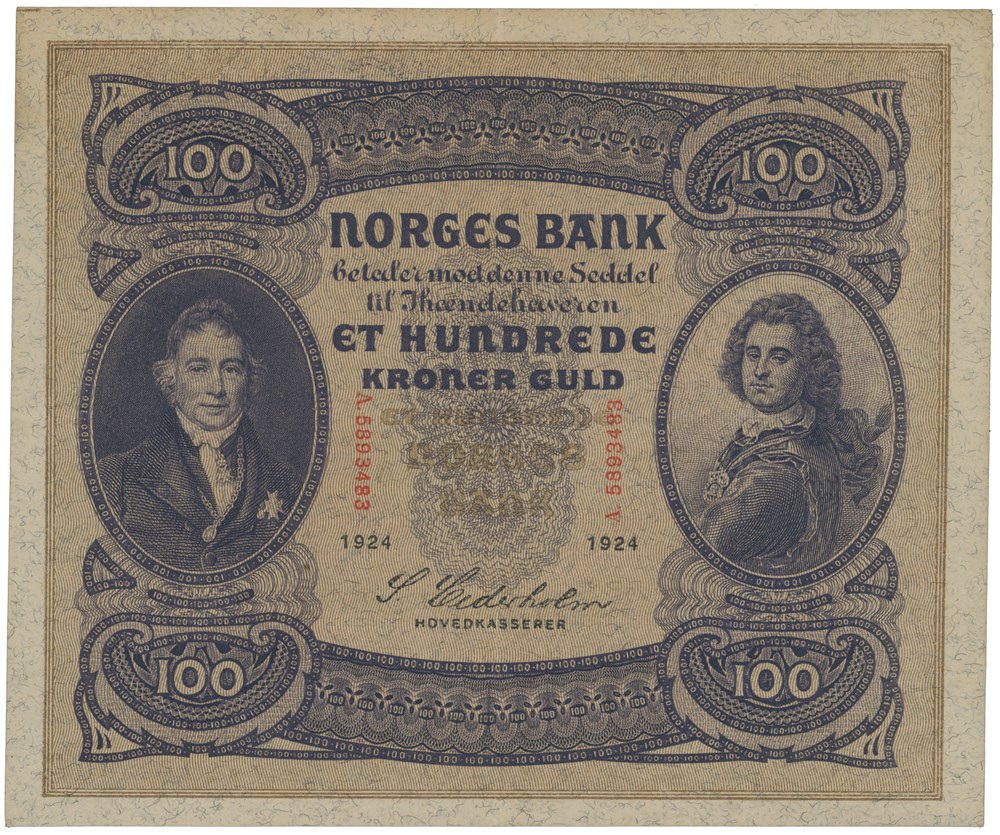 100 100
NORGES BANK
betaler mod denne Seddel
til Ihændehaveren
ET HUNDREDE
KRONER GULD
A. 5893483 A. 5893483
BANK
1924 1924
S Cederholm
HOVEDKASSERER
100 100